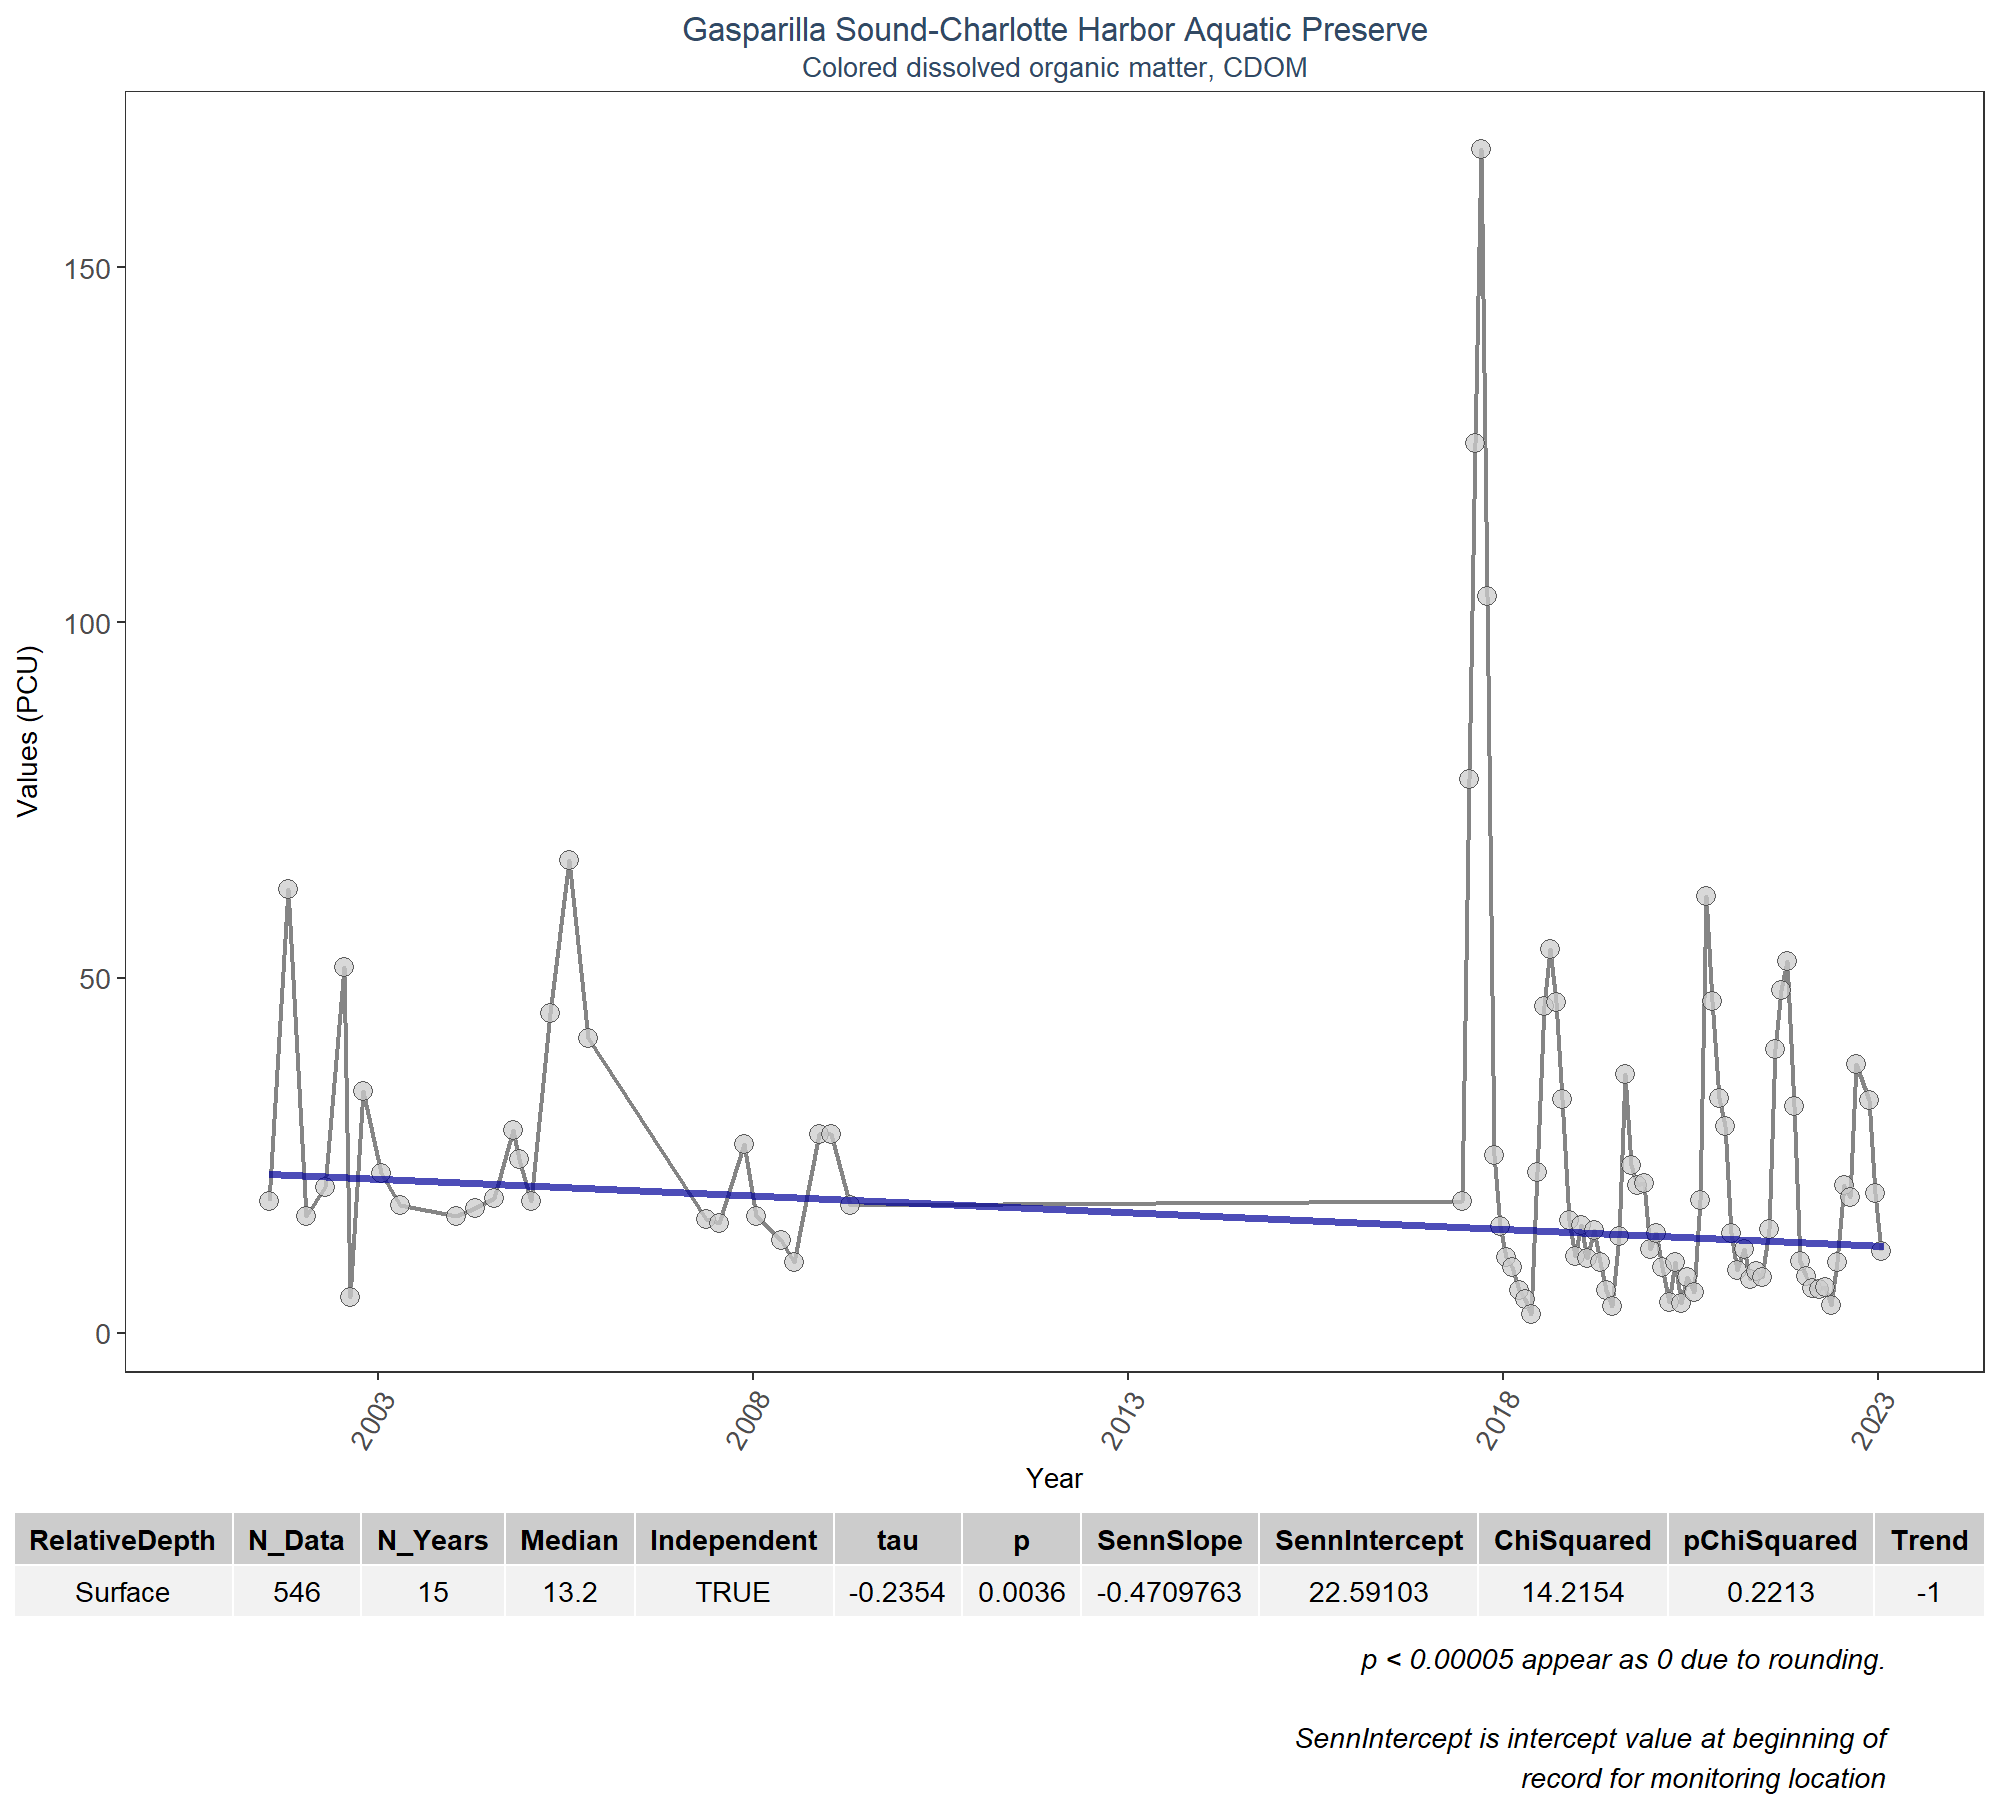 Gasparilla Sound-Charlotte Harbor Aquatic Preserve
Colored dissolved organic matter, CDOM
Values (PCU)
150
100
50
0
2003 2008 2013 2018 2023
Year
RelativeDepth N_Data N_Years Median Independent tau p SennSlope SennIntercept ChiSquared pChiSquared Trend
Surface 546 15 13.2 TRUE -0.2354 0.0036 -0.4709763 22.59103 14.2154 0.2213 -1
p < 0.00005 appear as 0 due to rounding.
SennIntercept is intercept value at beginning of
record for monitoring location